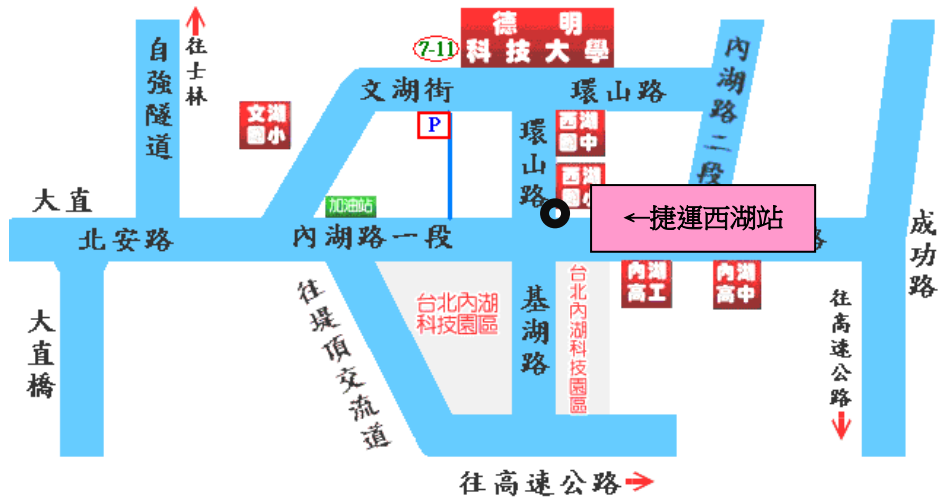 德明
科技大學
7-11
自強隧道
往士林
文湖街
環山路
內湖路二段
文湖
國小
P
環山路
西湖
國中
西湖
國小
大直
加油站
←捷運西湖站
北安路
內湖路一段
路
成功路
內湖
高工
內湖
高中
往堤頂交流道
台北內湖
科技園區
基湖路
台北內湖科技園區
大直橋
往高速公路
往高速公路